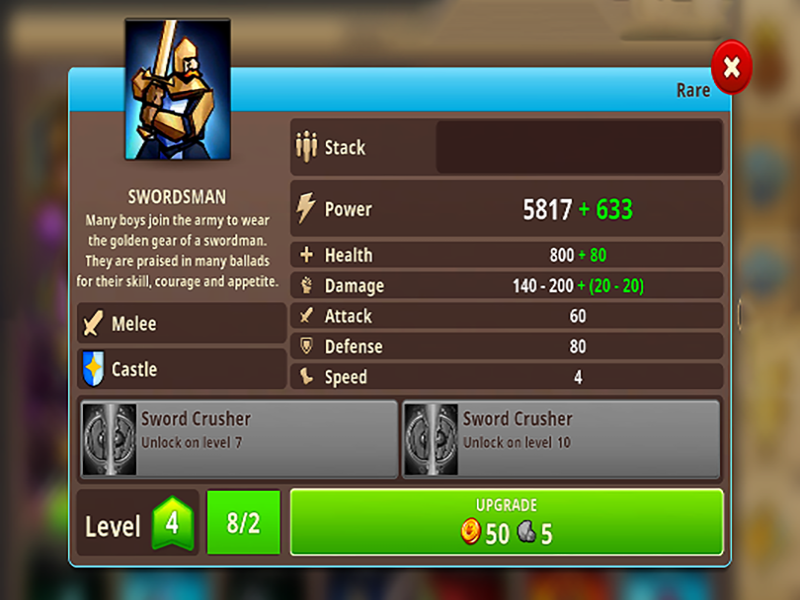 Rare
SWORDSMAN
Many boys join the army to wear
the golden gear of a swordman.
They are praised in many ballads
for their skill, courage and appetite.
Melee
Castle
Stack
Power 5817 + 633
Health 800 + 80
Damage 140 - 200 + (20 - 20)
Attack 60
Defense 80
Speed 4
Sword Crusher
Unlock on level 7
Sword Crusher
Unlock on level 10
Level 4 8/2
UPGRADE
50 5